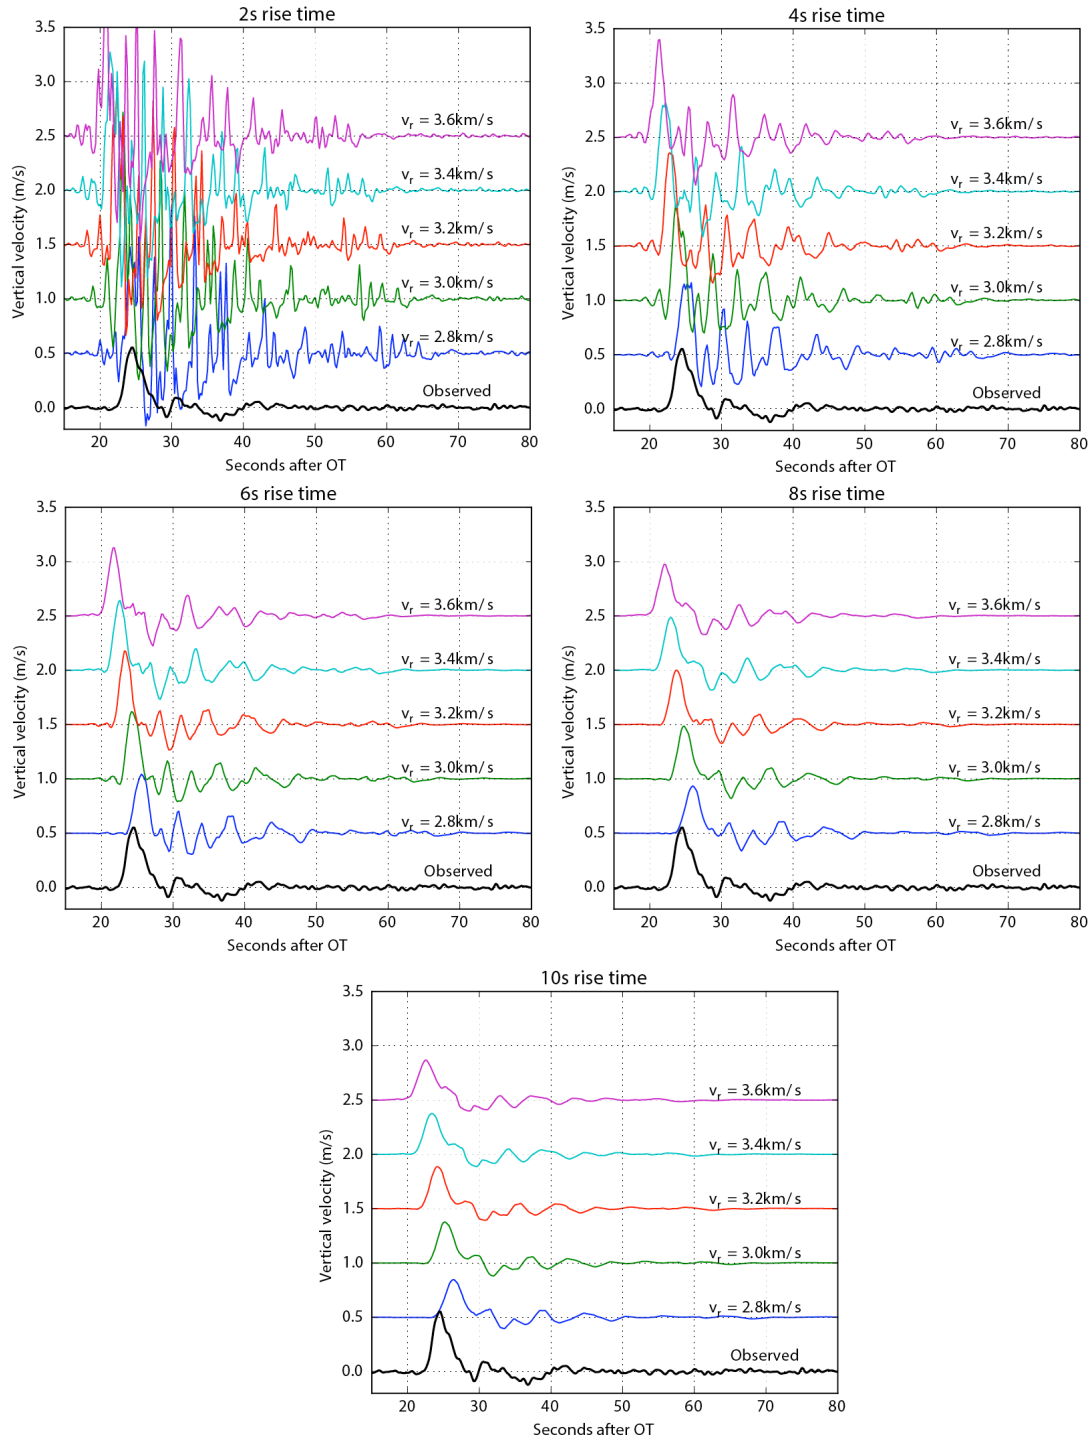 2s rise time
3.5
3.0
2.5
2.0
1.5
1.0
0.5
0.0
Vertical velocity (m/s)
vr = 3.6km/s
vr = 3.4km/s
vr = 3.2km/s
vr = 3.0km/s
vr = 2.8km/s
Observed
20 30 40 50 60 70 80
Seconds after OT
4s rise time
3.5
3.0
2.5
2.0
1.5
1.0
0.5
0.0
Vertical velocity (m/s)
vr = 3.6km/s
vr = 3.4km/s
vr = 3.2km/s
vr = 3.0km/s
vr = 2.8km/s
Observed
20 30 40 50 60 70 80
Seconds after OT
6s rise time
3.5
3.0
2.5
2.0
1.5
1.0
0.5
0.0
Vertical velocity (m/s)
vr = 3.6km/s
vr = 3.4km/s
vr = 3.2km/s
vr = 3.0km/s
vr = 2.8km/s
Observed
20 30 40 50 60 70 80
Seconds after OT
8s rise time
3.5
3.0
2.5
2.0
1.5
1.0
0.5
0.0
Vertical velocity (m/s)
vr = 3.6km/s
vr = 3.4km/s
vr = 3.2km/s
vr = 3.0km/s
vr = 2.8km/s
Observed
20 30 40 50 60 70 80
Seconds after OT
10s rise time
3.5
3.0
2.5
2.0
1.5
1.0
0.5
0.0
Vertical velocity (m/s)
vr = 3.6km/s
vr = 3.4km/s
vr = 3.2km/s
vr = 3.0km/s
vr = 2.8km/s
Observed
20 30 40 50 60 70 80
Seconds after OT